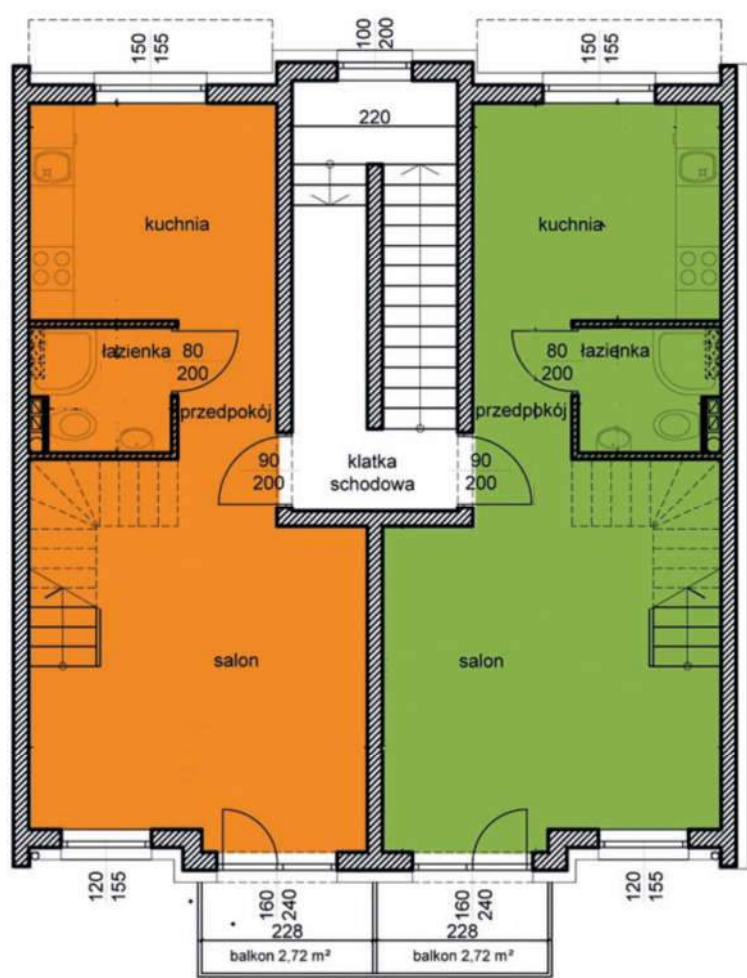 150
155
100
200
150
155
220
kuchnia
kuchnia
łazienka
80
200
80
200
łazienka
przedpokój
przedpokój
90
200
klatka
schodowa
90
200
salon
salon
120
155
160
240
160
240
120
155
228
228
balkon 2,72 m²
balkon 2,72 m²